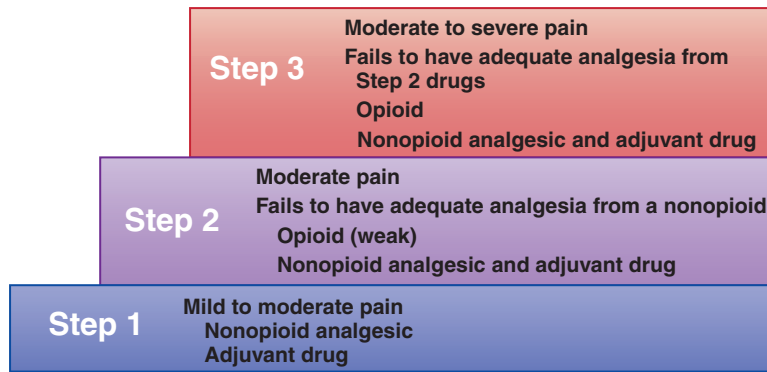 Step 3
Moderate to severe pain
Fails to have adequate analgesia from
Step 2 drugs
Opioid
Nonopioid analgesic and adjuvant drug
Step 2
Moderate pain
Fails to have adequate analgesia from a nonopioid
Opioid (weak)
Nonopioid analgesic and adjuvant drug
Step 1
Mild to moderate pain
Nonopioid analgesic
Adjuvant drug